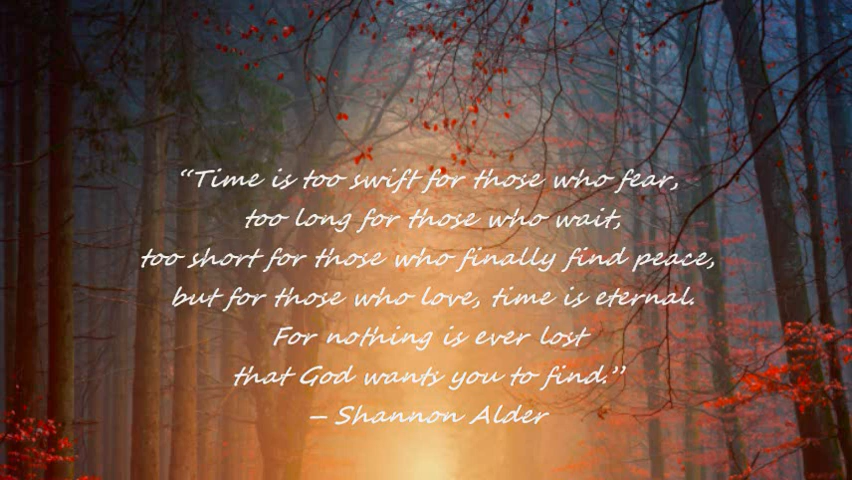 “Time is too swift for those who fear,
too long for those who wait,
too short for those who finally find peace,
but for those who love, time is eternal.
For nothing is ever lost
that God wants you to find.”
– Shannon Alder